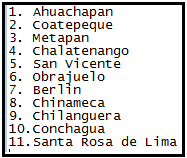 1. Ahuachapan
2. Coatepeque
3. Metapan
4. Chalatenango
5. San Vicente
6. Obrajuelo
7. Berlin
8. Chinameca
9. Chilanguera
10.Conchagua
11.Santa Rosa de Lima